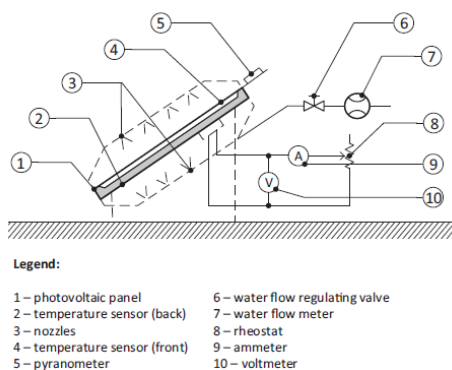 5
6
4
7
3
2
8
1
A
9
V
10
Legend:
1 – photovoltaic panel
2 – temperature sensor (back)
3 – nozzles
4 – temperature sensor (front)
5 – pyranometer
6 – water flow regulating valve
7 – water flow meter
8 – rheostat
9 – ammeter
10 – voltmeter